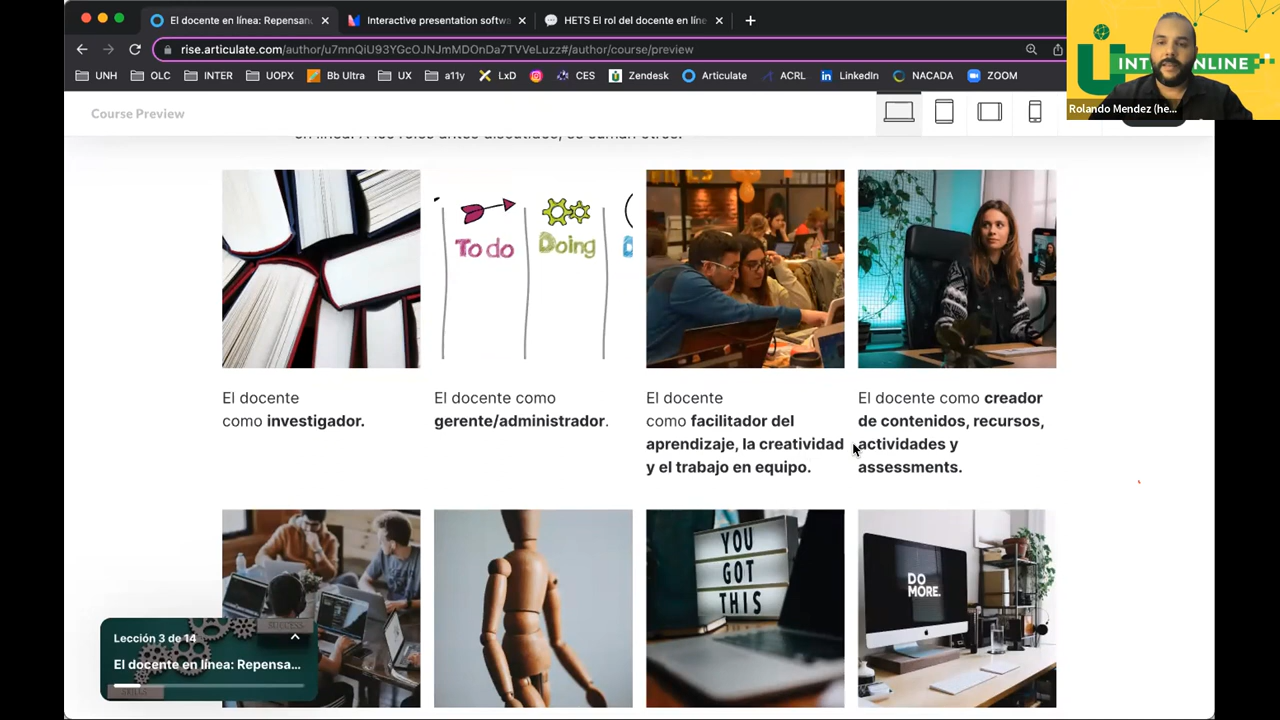 El docente en línea: Repensand
Interactive presentation softwa
HETS El rol del docente en líne
rise.articulate.com/author/u7mnQiU93YGcOJNJmMDOnDa7TVVeLuzz#/author/course/preview
UNH
OLC
INTER
UOPX
Bb Ultra
UX
a11y
LxD
CES
Zendesk
Articulate
ACRL
LinkedIn
NACADA
ZOOM
Rolando Mendez (he...
Course Preview
To do
Doing
El docente
como investigador.
El docente como
gerente/administrador.
El docente
como facilitador del
aprendizaje, la creatividad
y el trabajo en equipo.
El docente como creador
de contenidos, recursos,
actividades y
assessments.
YOU
GOT
THIS
DO
MORE.
Lección 3 de 14
El docente en línea: Repensa...
SUCCESS
SKILLS